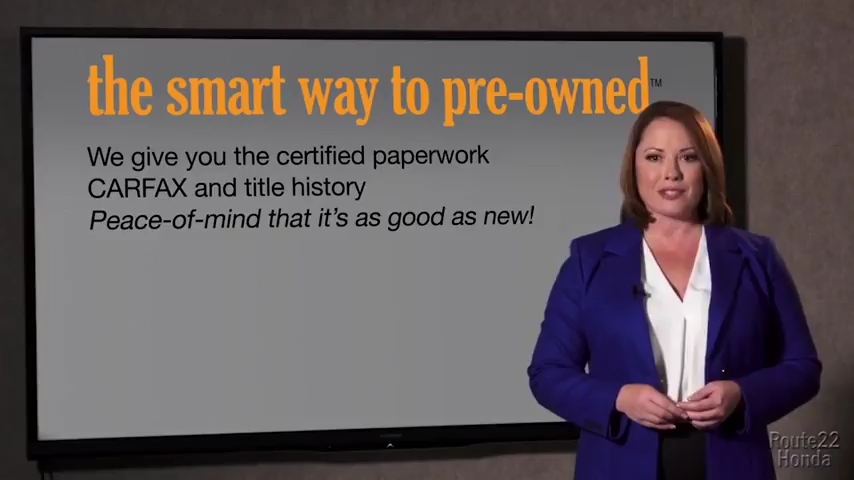 the smart way to pre-owned™
We give you the certified paperwork
CARFAX and title history
Peace-of-mind that it's as good as new!
Route22
Honda